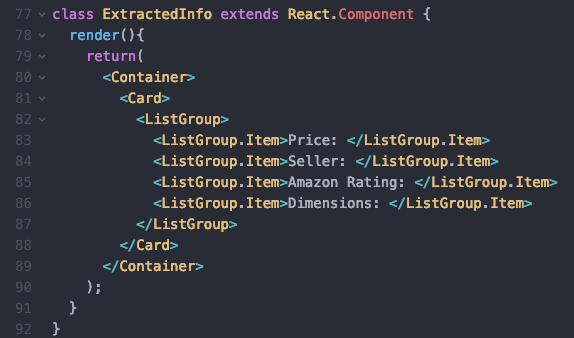 77 class ExtractedInfo extends React.Component {
78 render(){
79 return(
80 <Container>
81 <Card>
82 <ListGroup>
83 <ListGroup.Item>Price: </ListGroup.Item>
84 <ListGroup.Item>Seller: </ListGroup.Item>
85 <ListGroup.Item>Amazon Rating: </ListGroup.Item>
86 <ListGroup.Item>Dimensions: </ListGroup.Item>
87 </ListGroup>
88 </Card>
89 </Container>
90 );
91 }
92 }